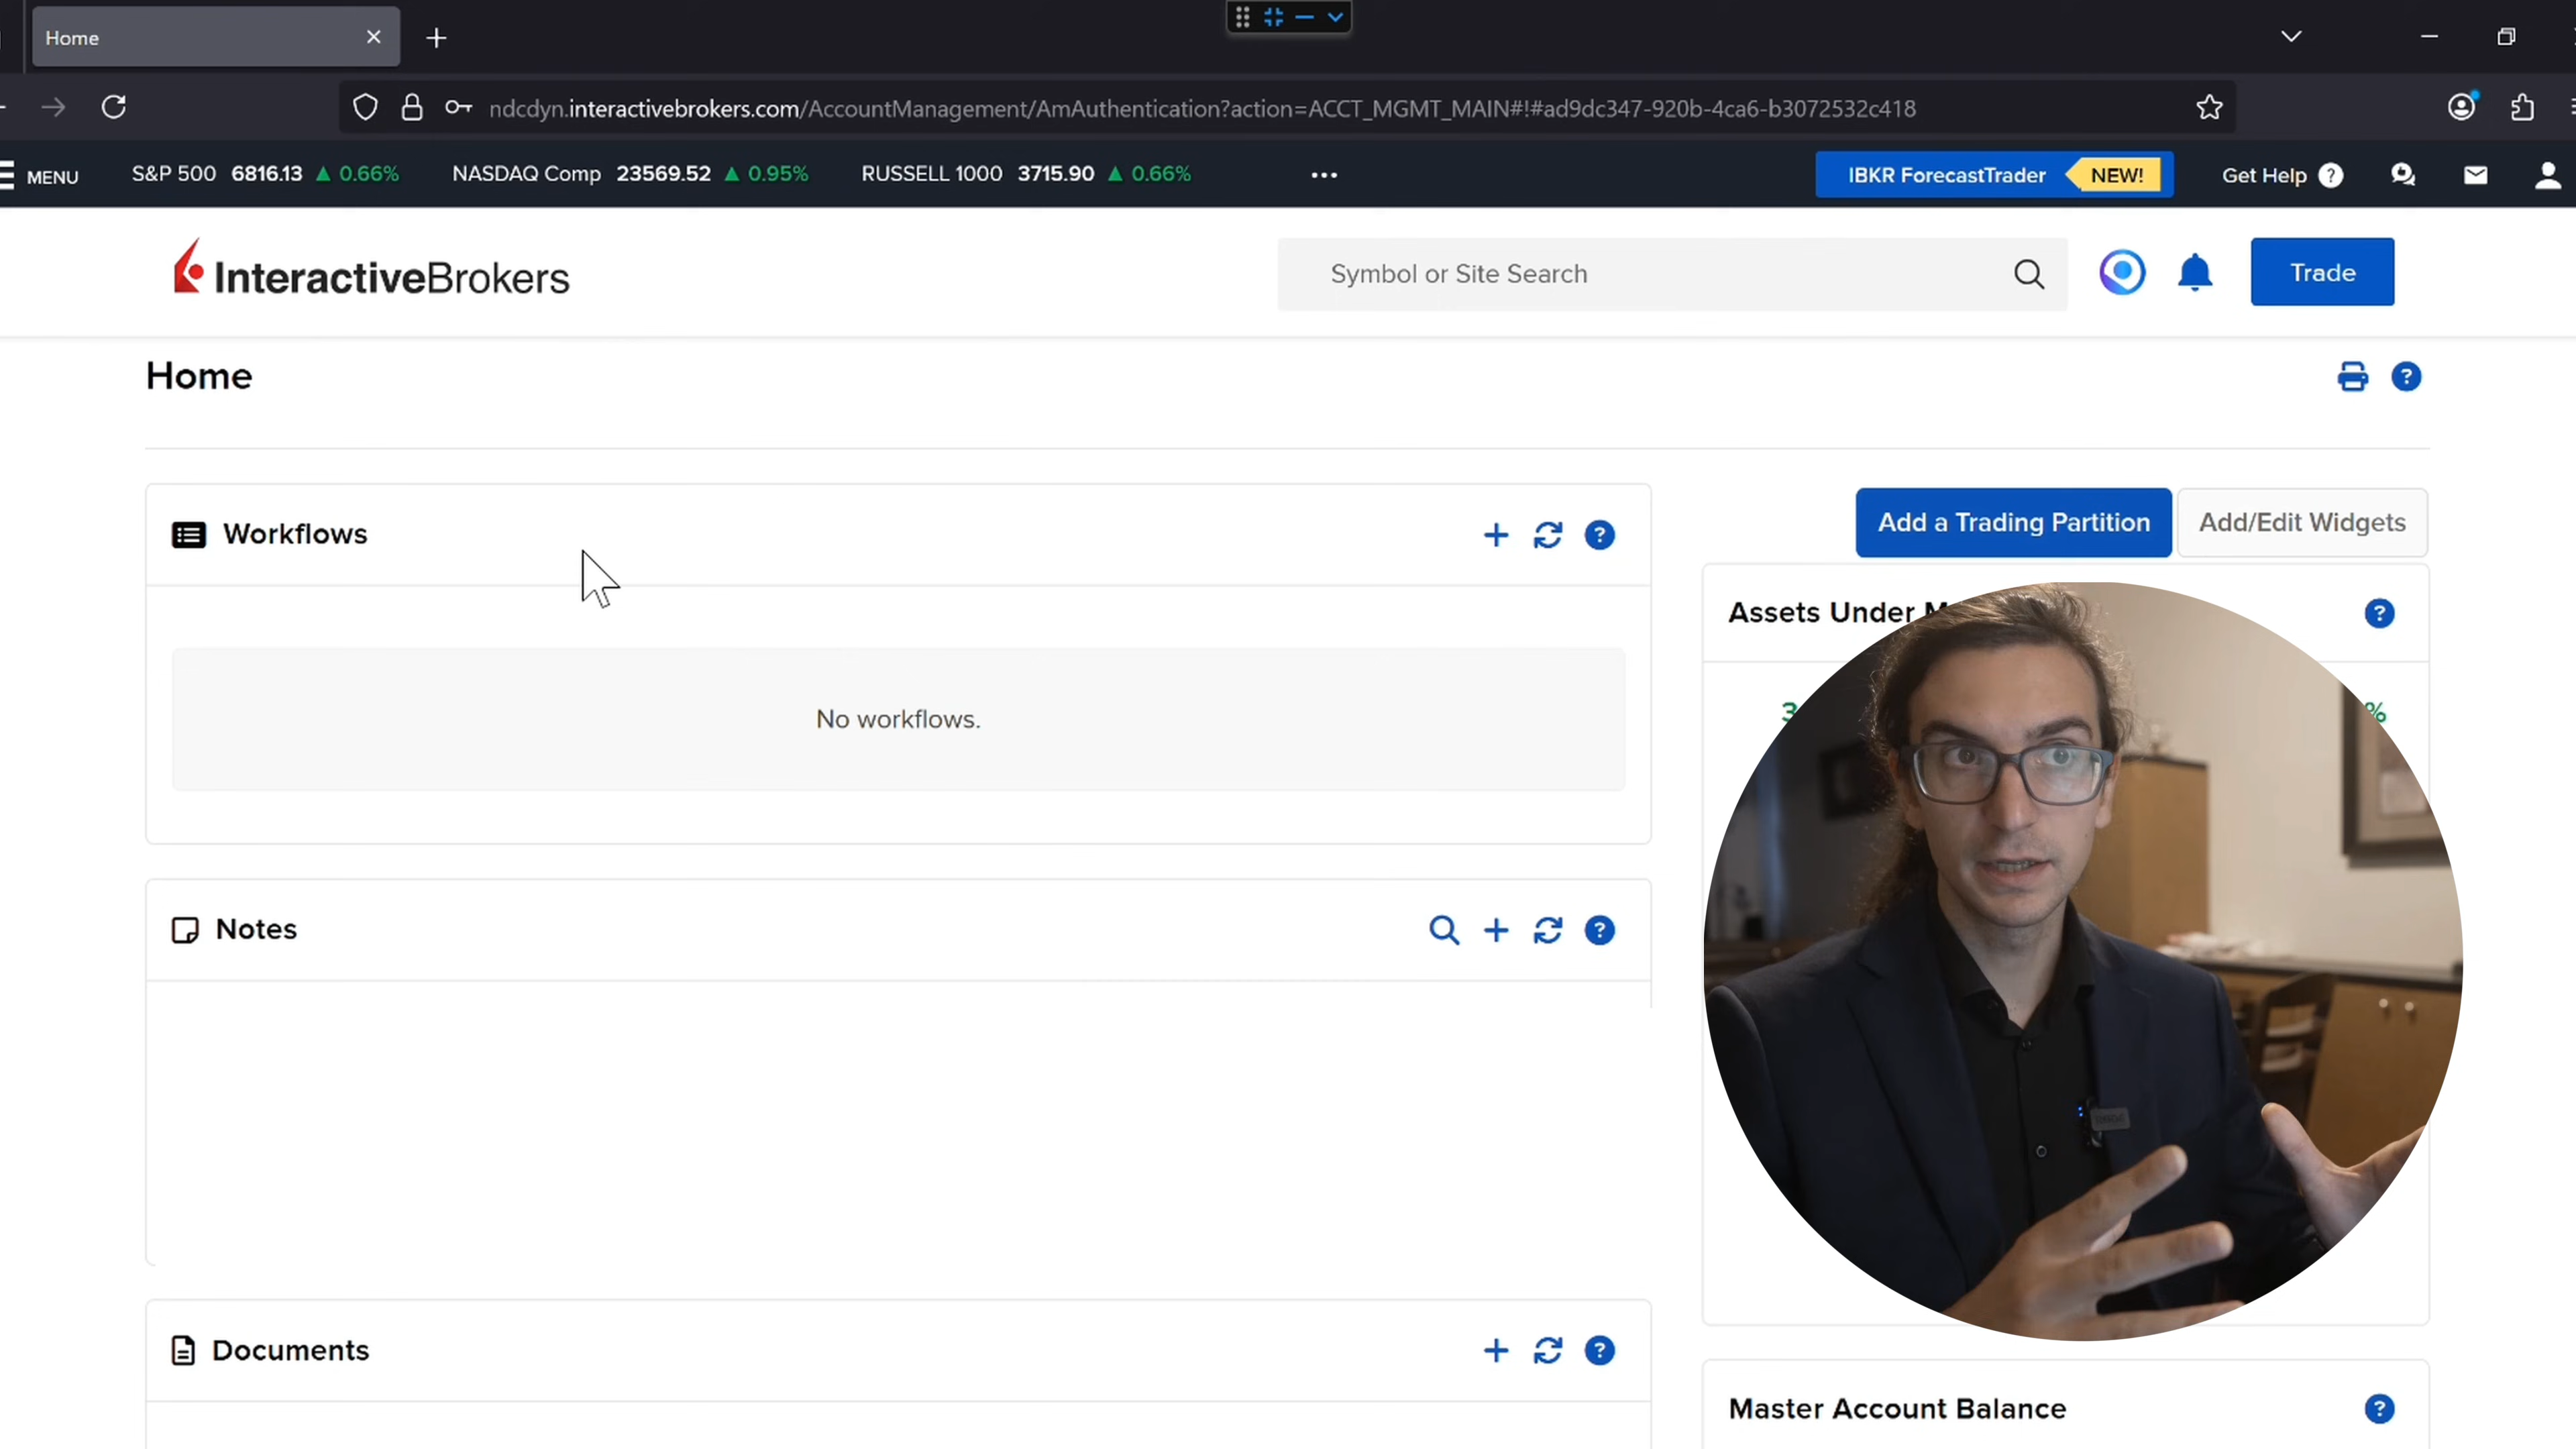 Home
ndcdyn.interactivebrokers.com/AccountManagement/AmAuthentication?action=ACCT_MGMT_MAIN#!#ad9dc347-920b-4ca6-b3072532c418
MENU S&P 500 6816.13 ▲ 0.66% NASDAQ Comp 23569.52 ▲ 0.95% RUSSELL 1000 3715.90 ▲ 0.66% ••• IBKR ForecastTrader NEW! Get Help ?
InteractiveBrokers Symbol or Site Search Trade
Home
Workflows
Add a Trading Partition Add/Edit Widgets
Assets Under
3 %
No workflows.
Notes
Documents
Master Account Balance